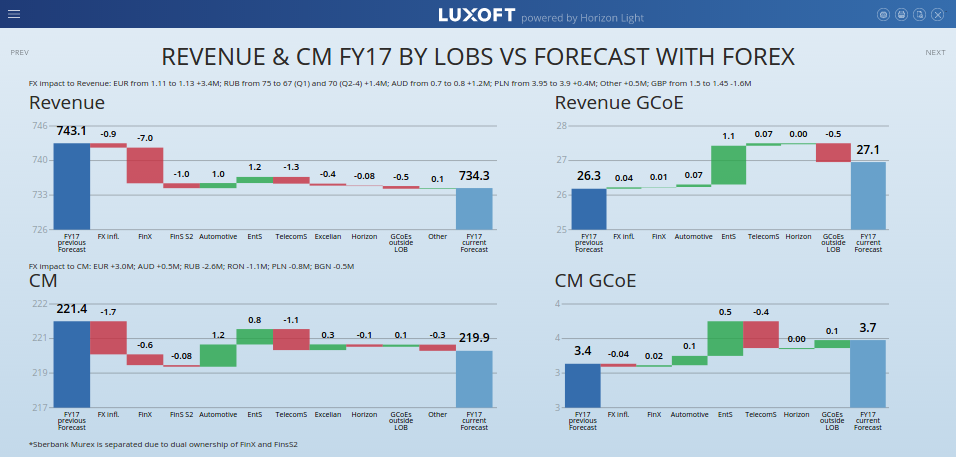 LUXOFT powered by Horizon Light
PREV
NEXT
REVENUE & CM FY17 BY LOBS VS FORECAST WITH FOREX
FX impact to Revenue: EUR from 1.11 to 1.13 +3.4M; RUB from 75 to 67 (Q1) and 70 (Q2-4) +1.4M; AUD from 0.7 to 0.8 +1.2M; PLN from 3.95 to 3.9 +0.4M; Other +0.5M; GBP from 1.5 to 1.45 -1.6M
Revenue
746
740
733
726
743.1
-0.9
-7.0
-1.0
1.0
1.2
-1.3
-0.4
-0.08
-0.5
0.1
734.3
FY17 previous Forecast
FX infl.
FinX
FinS S2
Automotive
EntS
TelecomS
Excelian
Horizon
GCoEs outside LOB
Other
FY17 current Forecast
Revenue GCoE
28
27
26
25
26.3
0.04
0.01
0.07
1.1
0.07
0.00
-0.5
27.1
FY17 previous Forecast
FX infl.
FinX
Automotive
EntS
TelecomS
Horizon
GCoEs outside LOB
FY17 current Forecast
FX impact to CM: EUR +3.0M; AUD +0.5M; RUB -2.6M; RON -1.1M; PLN -0.8M; BGN -0.5M
CM
222
221
219
217
221.4
-1.7
-0.6
-0.08
1.2
0.8
-1.1
0.3
-0.1
0.1
-0.3
219.9
FY17 previous Forecast
FX infl.
FinX
FinS S2
Automotive
EntS
TelecomS
Excelian
Horizon
GCoEs outside LOB
Other
FY17 current Forecast
CM GCoE
4
4
3
3
3.4
-0.04
0.02
0.1
0.5
-0.4
0.00
0.1
3.7
FY17 previous Forecast
FX infl.
FinX
Automotive
EntS
TelecomS
Horizon
GCoEs outside LOB
FY17 current Forecast
*Sberbank Murex is separated due to dual ownership of FinX and FinsS2